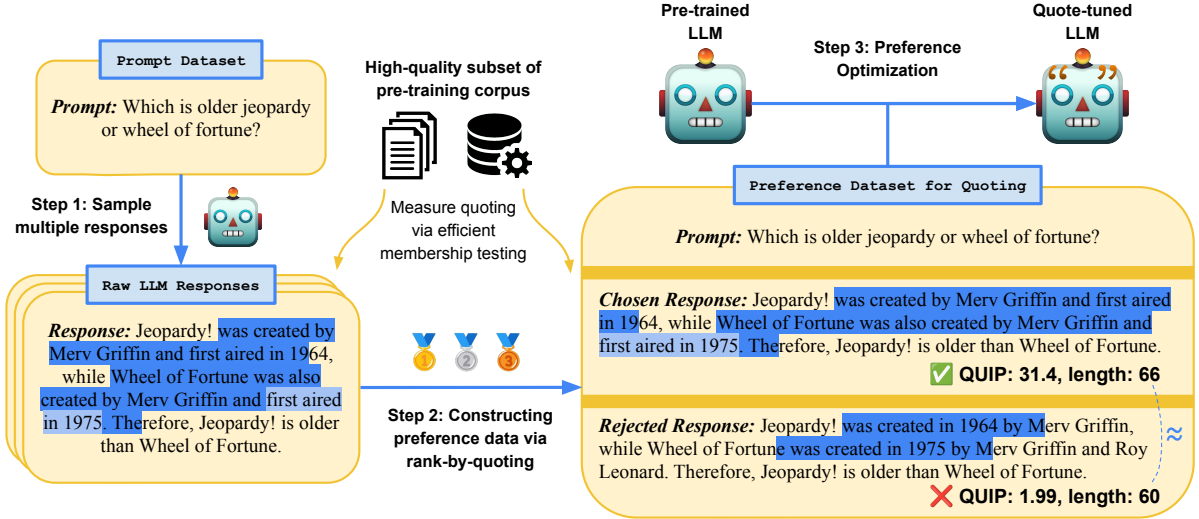 Prompt Dataset
Prompt: Which is older jeopardy
or wheel of fortune?
Step 1: Sample
multiple responses
Raw LLM Responses
Response: Jeopardy! was created by
Merv Griffin and first aired in 1964,
while Wheel of Fortune was also
created by Merv Griffin and first aired
in 1975. Therefore, Jeopardy! is older
than Wheel of Fortune.
High-quality subset of
pre-training corpus
Measure quoting
via efficient
membership testing
1
2
3
Step 2: Constructing
preference data via
rank-by-quoting
Pre-trained
LLM
Step 3: Preference
Optimization
Quote-tuned
LLM
“ ”
Preference Dataset for Quoting
Prompt: Which is older jeopardy or wheel of fortune?
Chosen Response: Jeopardy! was created by Merv Griffin and first aired
in 1964, while Wheel of Fortune was also created by Merv Griffin and
first aired in 1975. Therefore, Jeopardy! is older than Wheel of Fortune.
✅ QUIP: 31.4, length: 66
Rejected Response: Jeopardy! was created in 1964 by Merv Griffin,
while Wheel of Fortune was created in 1975 by Merv Griffin and Roy
Leonard. Therefore, Jeopardy! is older than Wheel of Fortune.
❌ QUIP: 1.99, length: 60
≈